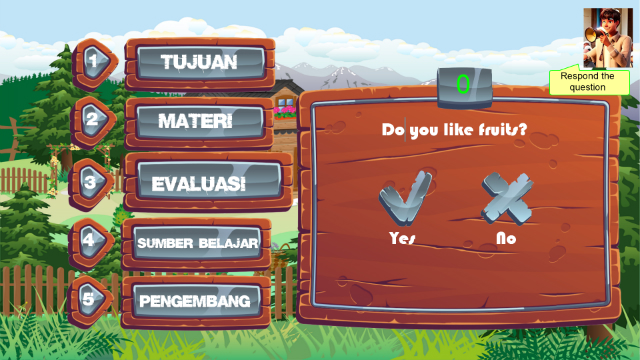 1 TUJUAN
2 MATERI
3 EVALUASI
4 SUMBER BELAJAR
5 PENGEMBANG
0
Do you like fruits?
Yes No
Respond the
question